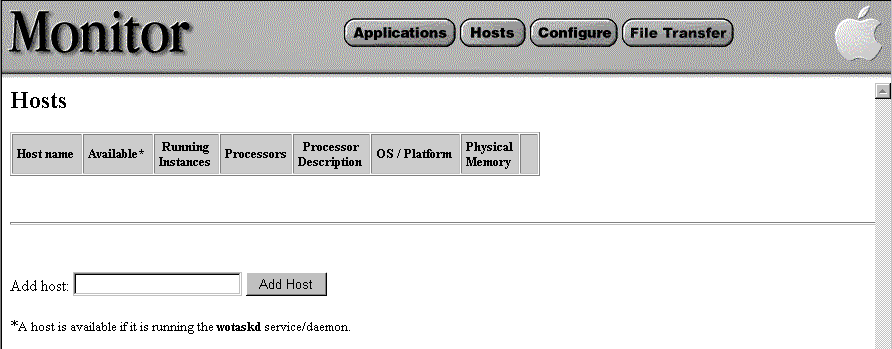 Monitor
Applications Hosts Configure File Transfer
Hosts
Host name Available* Running Instances Processors Processor Description OS / Platform Physical Memory
Add host: Add Host
*A host is available if it is running the wotaskd service/daemon.